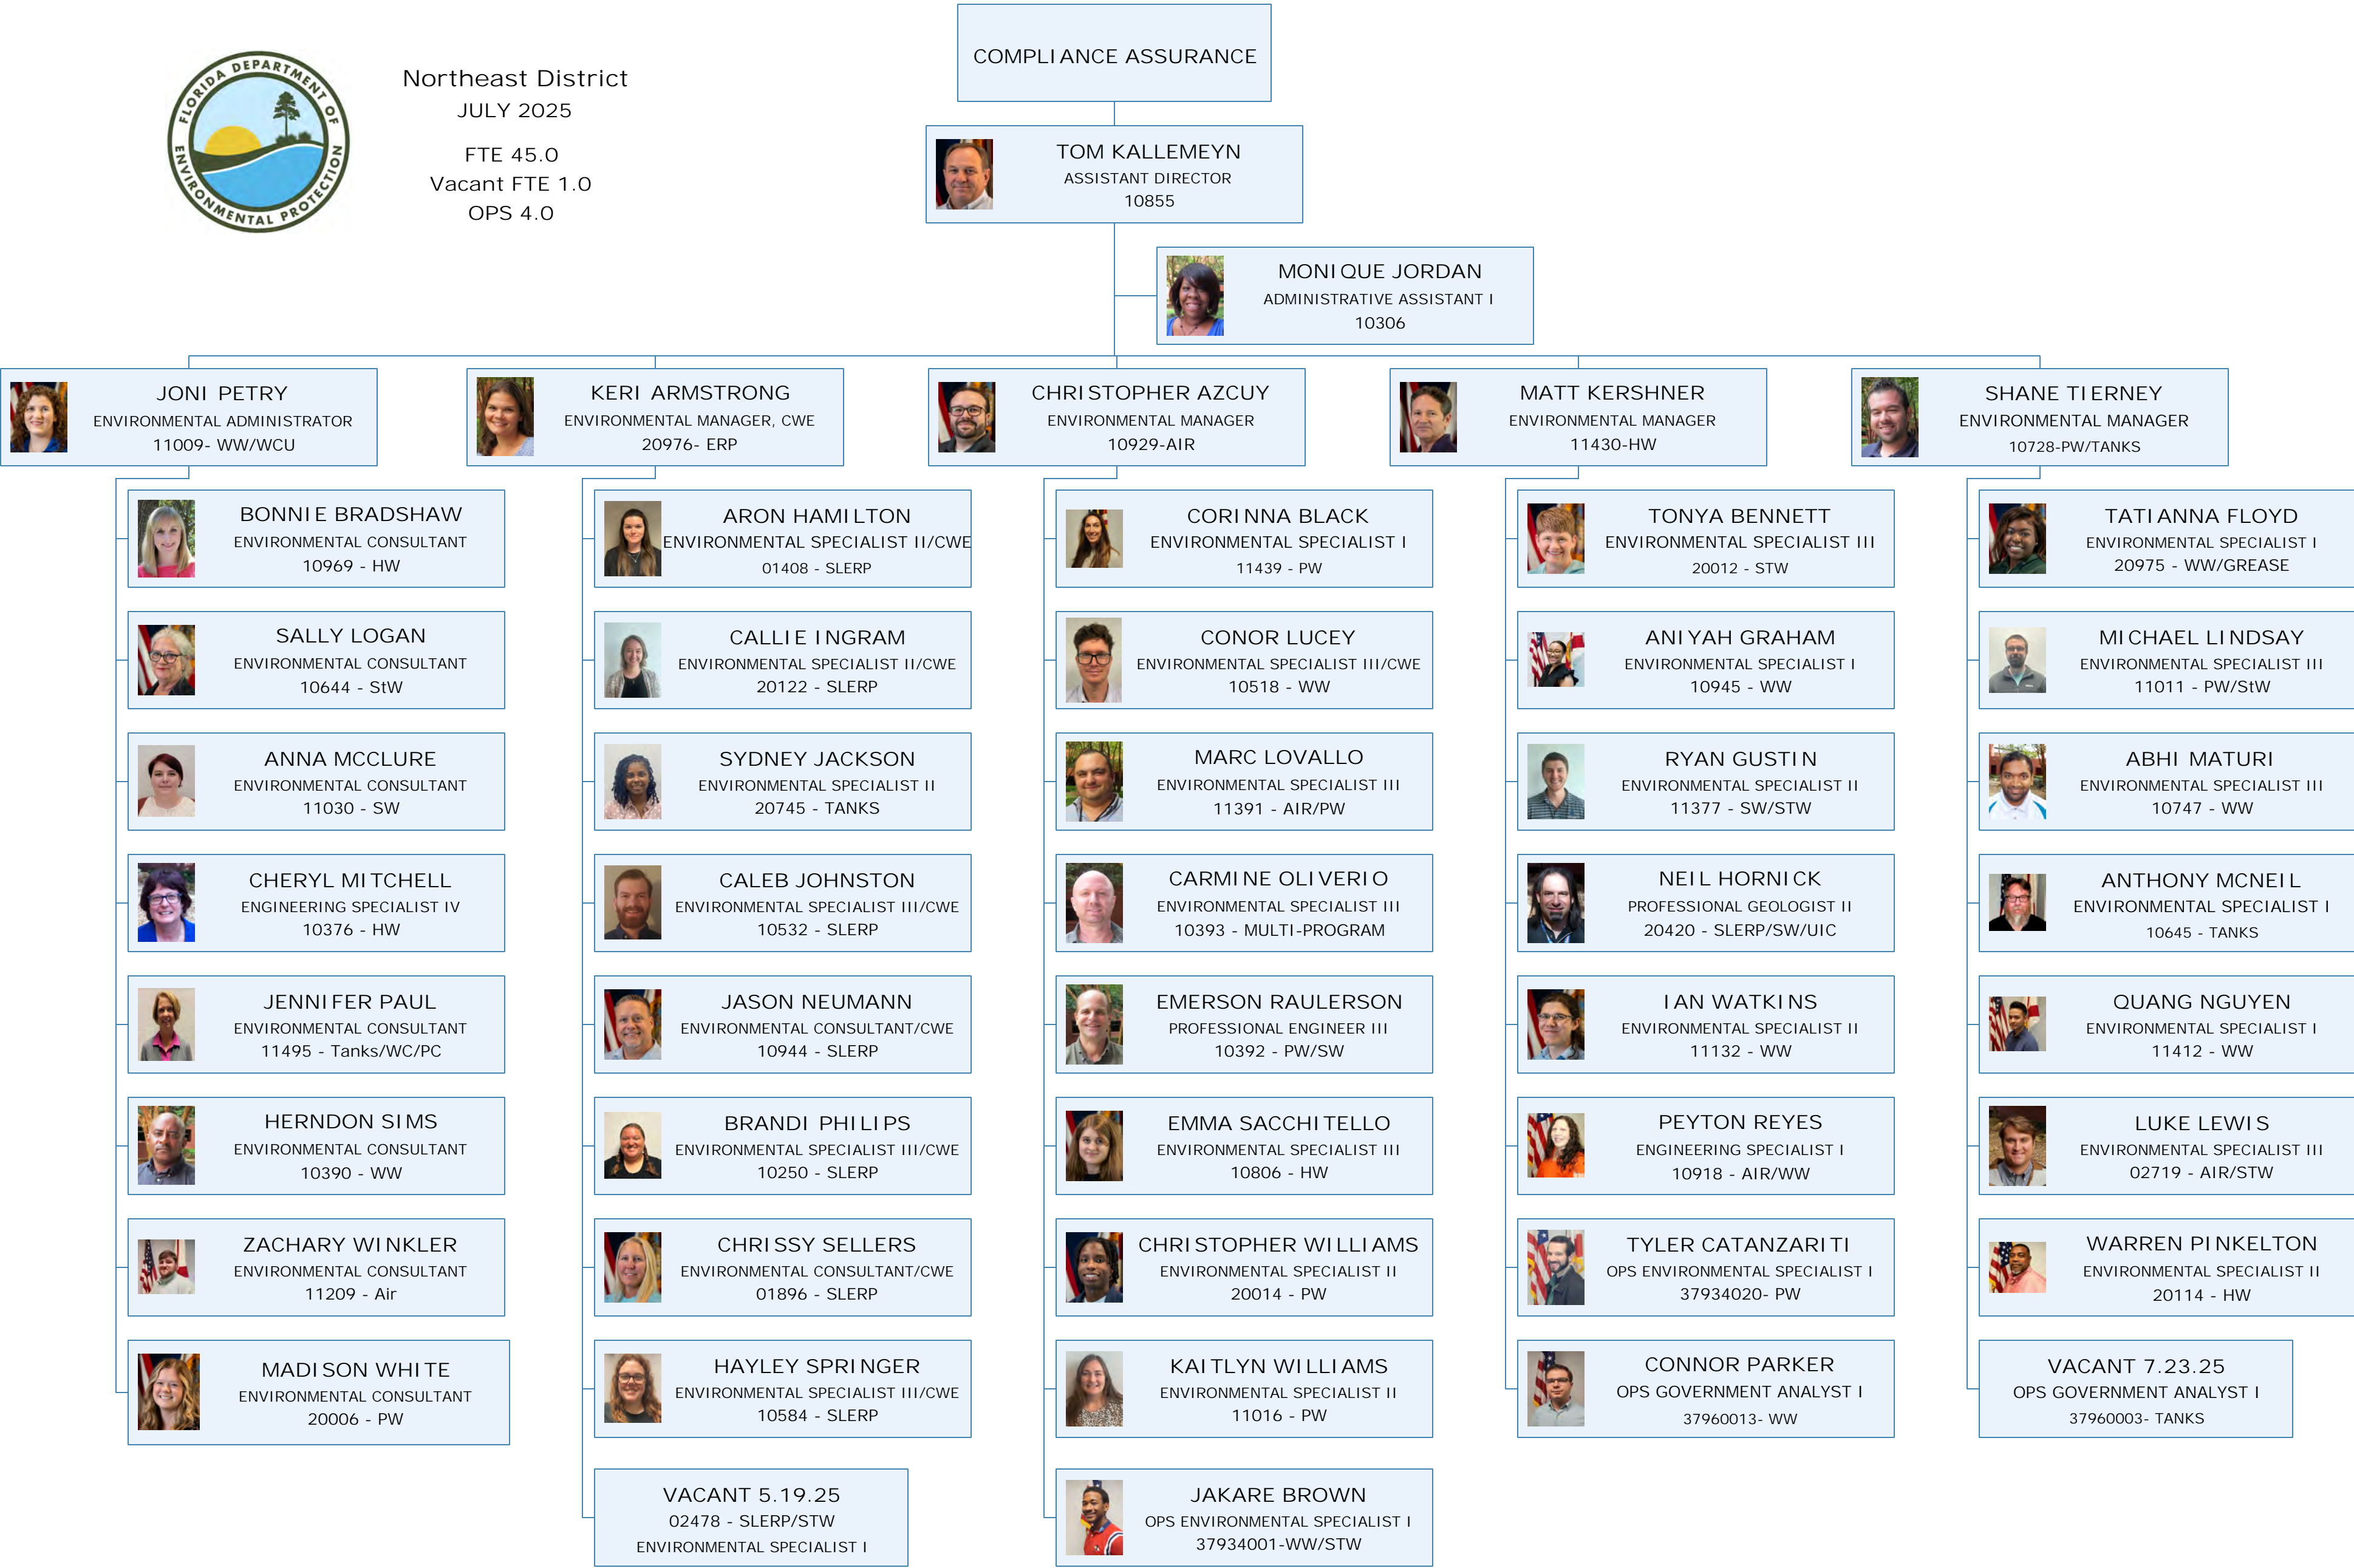 COMPLIANCE ASSURANCE
FLORIDA DEPARTMENT OF
ENVIRONMENTAL PROTECTION
Northeast District
JULY 2025
FTE 45.0
Vacant FTE 1.0
OPS 4.0
TOM KALLEMEYN
ASSISTANT DIRECTOR
10855
MONIQUE JORDAN
ADMINISTRATIVE ASSISTANT I
10306
JONI PETRY
ENVIRONMENTAL ADMINISTRATOR
11009- WW/WCU
BONNIE BRADSHAW
ENVIRONMENTAL CONSULTANT
10969 - HW
SALLY LOGAN
ENVIRONMENTAL CONSULTANT
10644 - StW
ANNA MCCLURE
ENVIRONMENTAL CONSULTANT
11030 - SW
CHERYL MITCHELL
ENGINEERING SPECIALIST IV
10376 - HW
JENNIFER PAUL
ENVIRONMENTAL CONSULTANT
11495 - Tanks/WC/PC
HERNDON SIMS
ENVIRONMENTAL CONSULTANT
10390 - WW
ZACHARY WINKLER
ENVIRONMENTAL CONSULTANT
11209 - Air
MADISON WHITE
ENVIRONMENTAL CONSULTANT
20006 - PW
KERI ARMSTRONG
ENVIRONMENTAL MANAGER, CWE
20976- ERP
ARON HAMILTON
ENVIRONMENTAL SPECIALIST II/CWE
01408 - SLERP
CALLIE INGRAM
ENVIRONMENTAL SPECIALIST II/CWE
20122 - SLERP
SYDNEY JACKSON
ENVIRONMENTAL SPECIALIST II
20745 - TANKS
CALEB JOHNSTON
ENVIRONMENTAL SPECIALIST III/CWE
10532 - SLERP
JASON NEUMANN
ENVIRONMENTAL CONSULTANT/CWE
10944 - SLERP
BRANDI PHILIPS
ENVIRONMENTAL SPECIALIST III/CWE
10250 - SLERP
CHRISSY SELLERS
ENVIRONMENTAL CONSULTANT/CWE
01896 - SLERP
HAYLEY SPRINGER
ENVIRONMENTAL SPECIALIST III/CWE
10584 - SLERP
VACANT 5.19.25
02478 - SLERP/STW
ENVIRONMENTAL SPECIALIST I
CHRISTOPHER AZCUY
ENVIRONMENTAL MANAGER
10929-AIR
CORINNA BLACK
ENVIRONMENTAL SPECIALIST I
11439 - PW
CONOR LUCEY
ENVIRONMENTAL SPECIALIST III/CWE
10518 - WW
MARC LOVALLO
ENVIRONMENTAL SPECIALIST III
11391 - AIR/PW
CARMINE OLIVERIO
ENVIRONMENTAL SPECIALIST III
10393 - MULTI-PROGRAM
EMERSON RAULERSON
PROFESSIONAL ENGINEER III
10392 - PW/SW
EMMA SACCHITELLO
ENVIRONMENTAL SPECIALIST III
10806 - HW
CHRISTOPHER WILLIAMS
ENVIRONMENTAL SPECIALIST II
20014 - PW
KAITLYN WILLIAMS
ENVIRONMENTAL SPECIALIST II
11016 - PW
JAKARE BROWN
OPS ENVIRONMENTAL SPECIALIST I
37934001-WW/STW
MATT KERSHNER
ENVIRONMENTAL MANAGER
11430-HW
TONYA BENNETT
ENVIRONMENTAL SPECIALIST III
20012 - STW
ANIYAH GRAHAM
ENVIRONMENTAL SPECIALIST I
10945 - WW
RYAN GUSTIN
ENVIRONMENTAL SPECIALIST II
11377 - SW/STW
NEIL HORNICK
PROFESSIONAL GEOLOGIST II
20420 - SLERP/SW/UIC
IAN WATKINS
ENVIRONMENTAL SPECIALIST II
11132 - WW
PEYTON REYES
ENGINEERING SPECIALIST I
10918 - AIR/WW
TYLER CATANZARITI
OPS ENVIRONMENTAL SPECIALIST I
37934020- PW
CONNOR PARKER
OPS GOVERNMENT ANALYST I
37960013- WW
SHANE TIERNEY
ENVIRONMENTAL MANAGER
10728-PW/TANKS
TATIANNA FLOYD
ENVIRONMENTAL SPECIALIST I
20975 - WW/GREASE
MICHAEL LINDSAY
ENVIRONMENTAL SPECIALIST III
11011 - PW/StW
ABHI MATURI
ENVIRONMENTAL SPECIALIST III
10747 - WW
ANTHONY MCNEIL
ENVIRONMENTAL SPECIALIST I
10645 - TANKS
QUANG NGUYEN
ENVIRONMENTAL SPECIALIST I
11412 - WW
LUKE LEWIS
ENVIRONMENTAL SPECIALIST III
02719 - AIR/STW
WARREN PINKELTON
ENVIRONMENTAL SPECIALIST II
20114 - HW
VACANT 7.23.25
OPS GOVERNMENT ANALYST I
37960003- TANKS